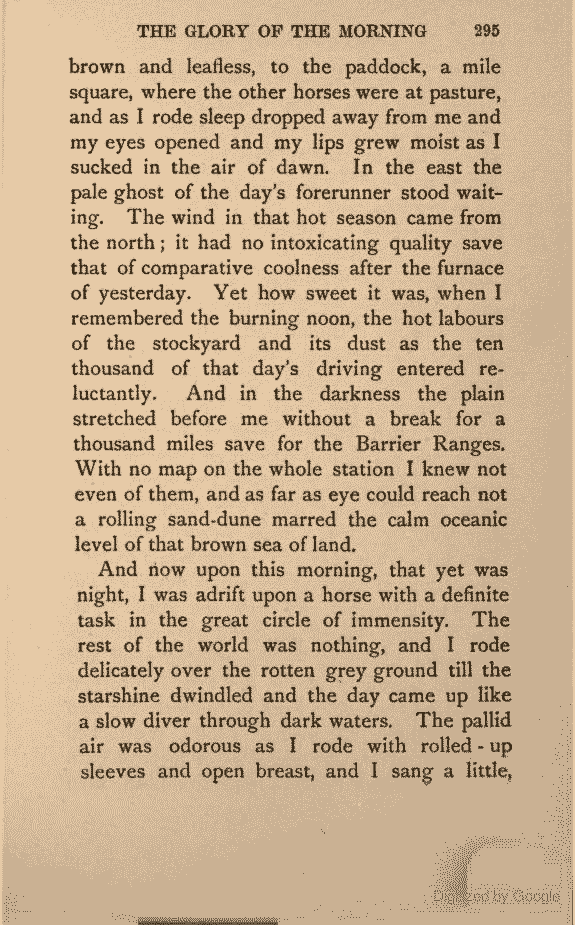 THE GLORY OF THE MORNING 295
brown and leafless, to the paddock, a mile
square, where the other horses were at pasture,
and as I rode sleep dropped away from me and
my eyes opened and my lips grew moist as I
sucked in the air of dawn. In the east the
pale ghost of the day's forerunner stood wait-
ing. The wind in that hot season came from
the north; it had no intoxicating quality save
that of comparative coolness after the furnace
of yesterday. Yet how sweet it was, when I
remembered the burning noon, the hot labours
of the stockyard and its dust as the ten
thousand of that day's driving entered re-
luctantly. And in the darkness the plain
stretched before me without a break for a
thousand miles save for the Barrier Ranges.
With no map on the whole station I knew not
even of them, and as far as eye could reach not
a rolling sand-dune marred the calm oceanic
level of that brown sea of land.
And now upon this morning, that yet was
night, I was adrift upon a horse with a definite
task in the great circle of immensity. The
rest of the world was nothing, and I rode
delicately over the rotten grey ground till the
starshine dwindled and the day came up like
a slow diver through dark waters. The pallid
air was odorous as I rode with rolled-up
sleeves and open breast, and I sang a little,
Digitized by Google